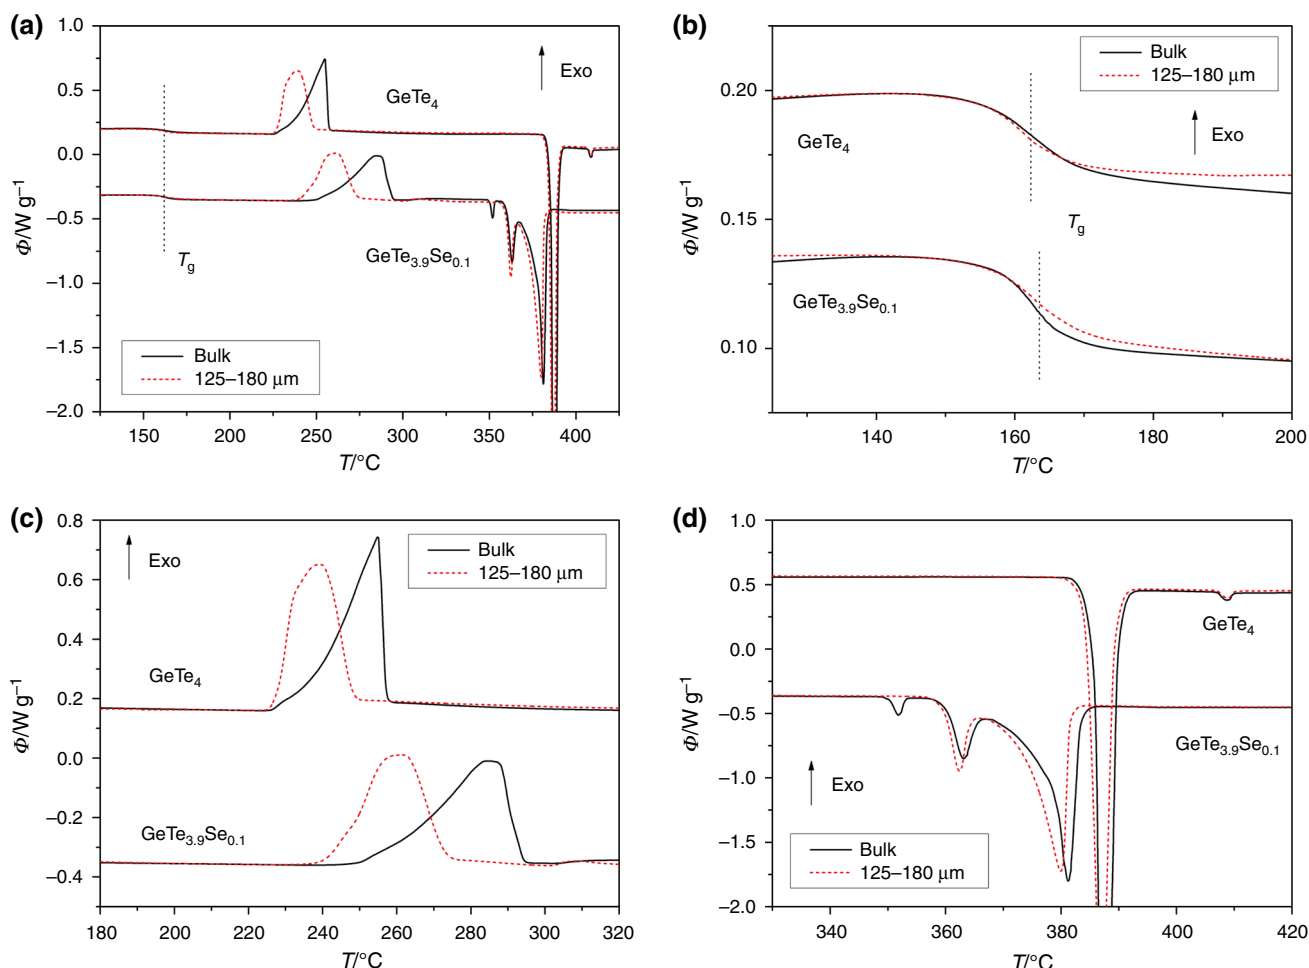 (a)
1.0
0.5
0.0
−0.5
−1.0
−1.5
−2.0
Φ/W g–1
Exo
GeTe4
GeTe3.9Se0.1
Tg
Bulk
125–180 μm
150
200
250
300
350
400
T/°C
(b)
0.20
0.15
0.10
Φ/W g–1
Bulk
125–180 μm
Exo
GeTe4
Tg
GeTe3.9Se0.1
140
160
180
200
T/°C
(c)
0.8
0.6
0.4
0.2
0.0
−0.2
−0.4
Φ/W g–1
Exo
Bulk
125–180 μm
GeTe4
GeTe3.9Se0.1
180
200
220
240
260
280
300
320
T/°C
(d)
1.0
0.5
0.0
−0.5
−1.0
−1.5
−2.0
Φ/W g–1
GeTe4
GeTe3.9Se0.1
Exo
Bulk
125–180 μm
340
360
380
400
420
T/°C